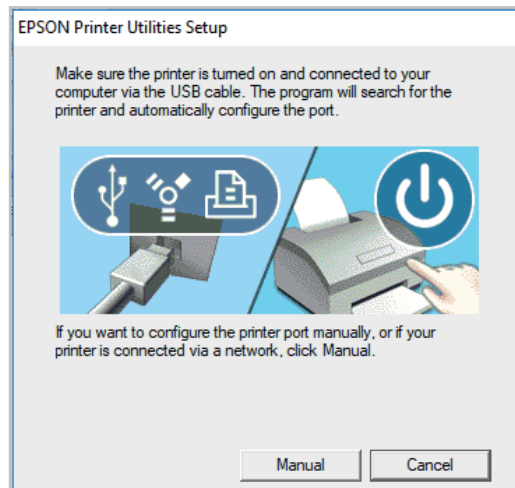 EPSON Printer Utilities Setup
Make sure the printer is turned on and connected to your
computer via the USB cable. The program will search for the
printer and automatically configure the port.
If you want to configure the printer port manually, or if your
printer is connected via a network, click Manual.
Manual
Cancel